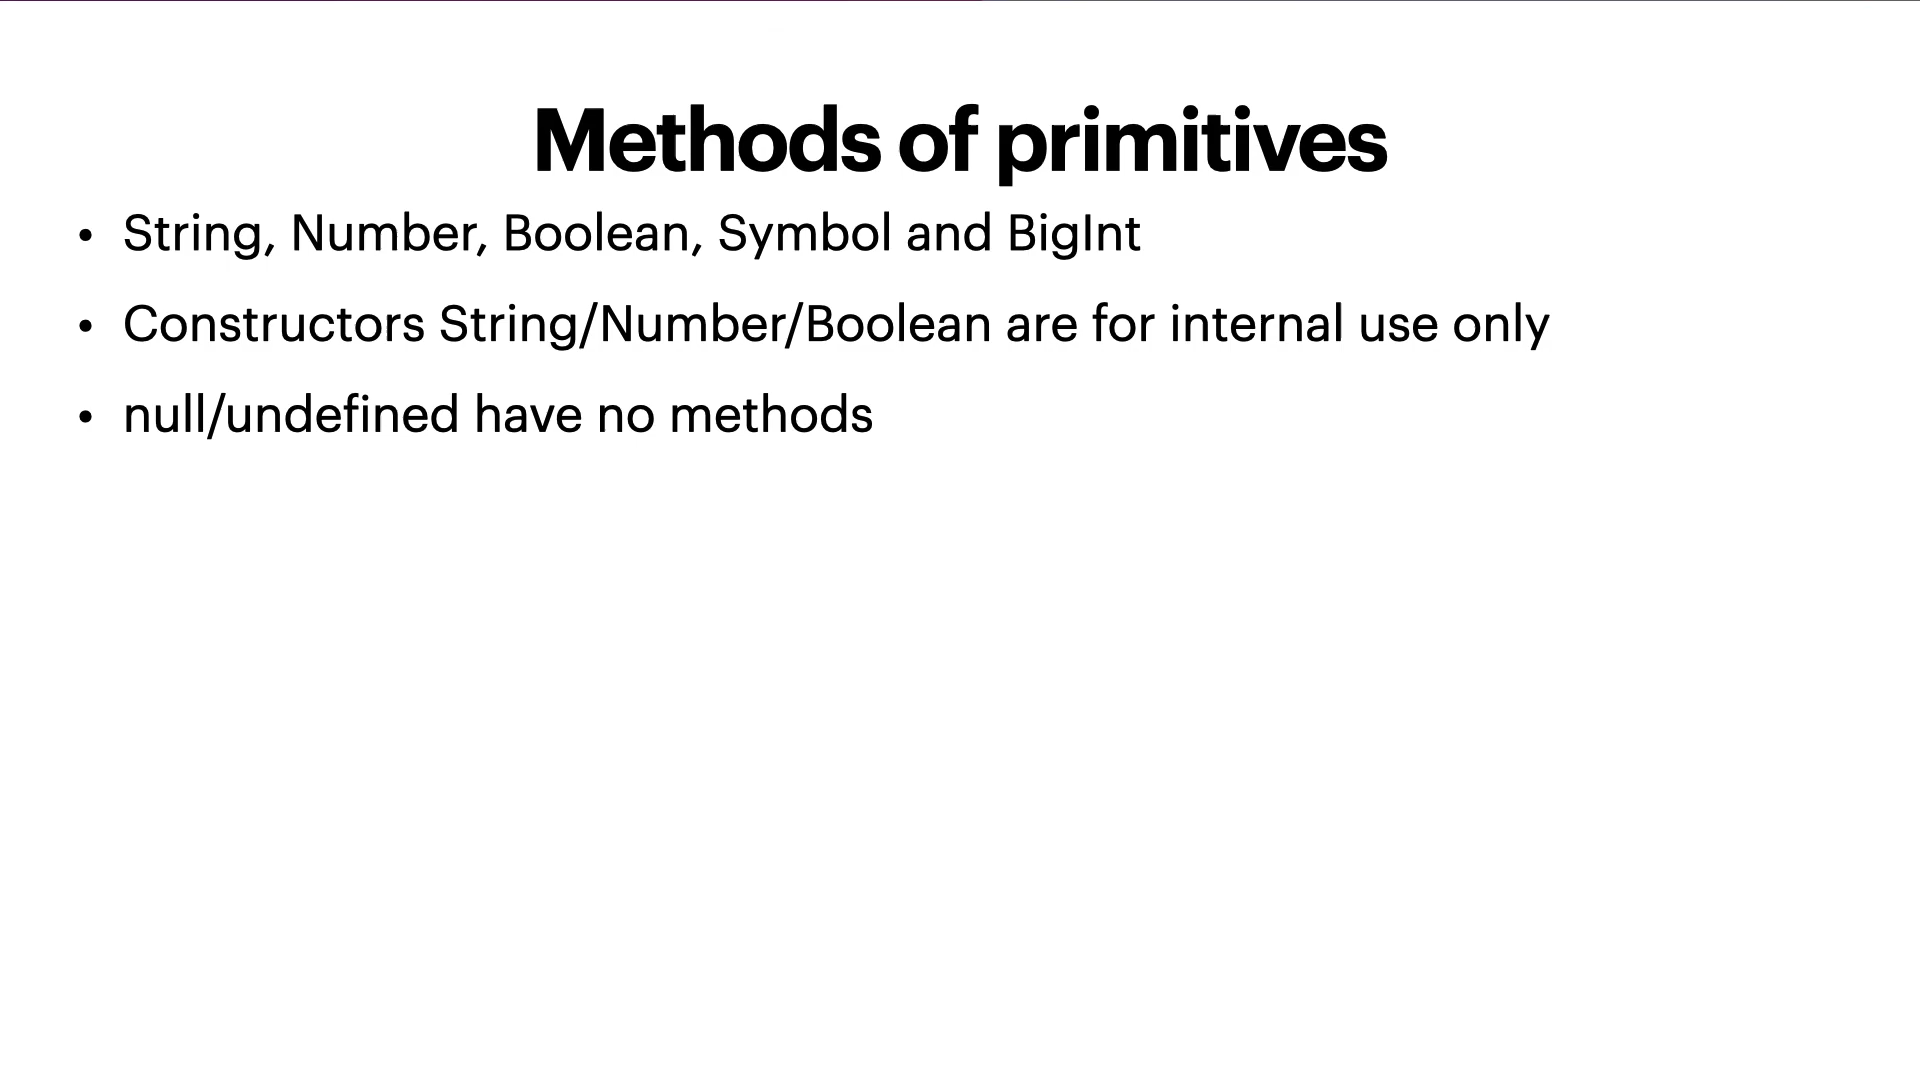 Methods of primitives
• String, Number, Boolean, Symbol and BigInt
• Constructors String/Number/Boolean are for internal use only
• null/undefined have no methods